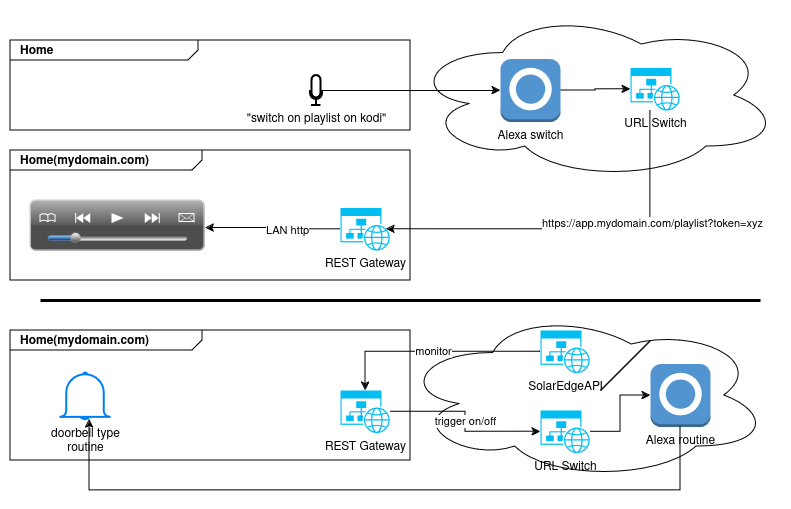 Home
"switch on playlist on kodi"
Alexa switch
URL Switch
Home(mydomain.com)
LAN http
REST Gateway
https://app.mydomain.com/playlist?token=xyz
Home(mydomain.com)
monitor
SolarEdgeAPI
doorbell type
routine
REST Gateway
trigger on/off
URL Switch
Alexa routine